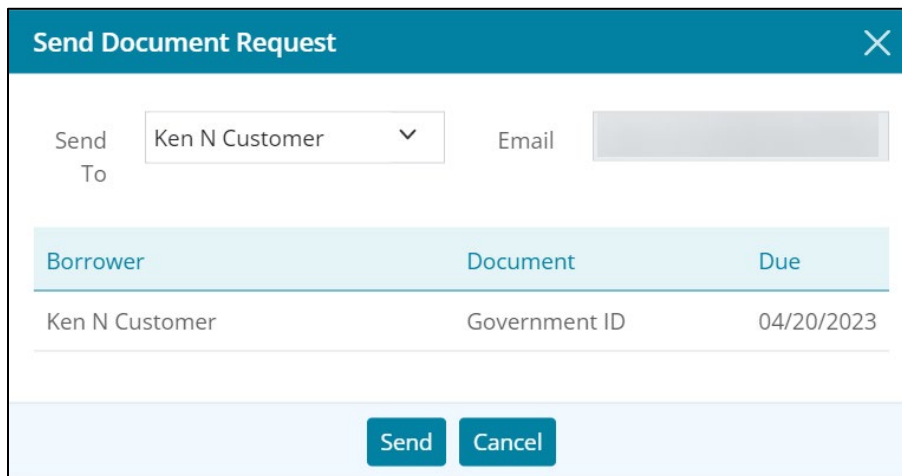 Send Document Request
Send To
Ken N Customer
Email
Borrower Document Due
Ken N Customer Government ID 04/20/2023
Send Cancel